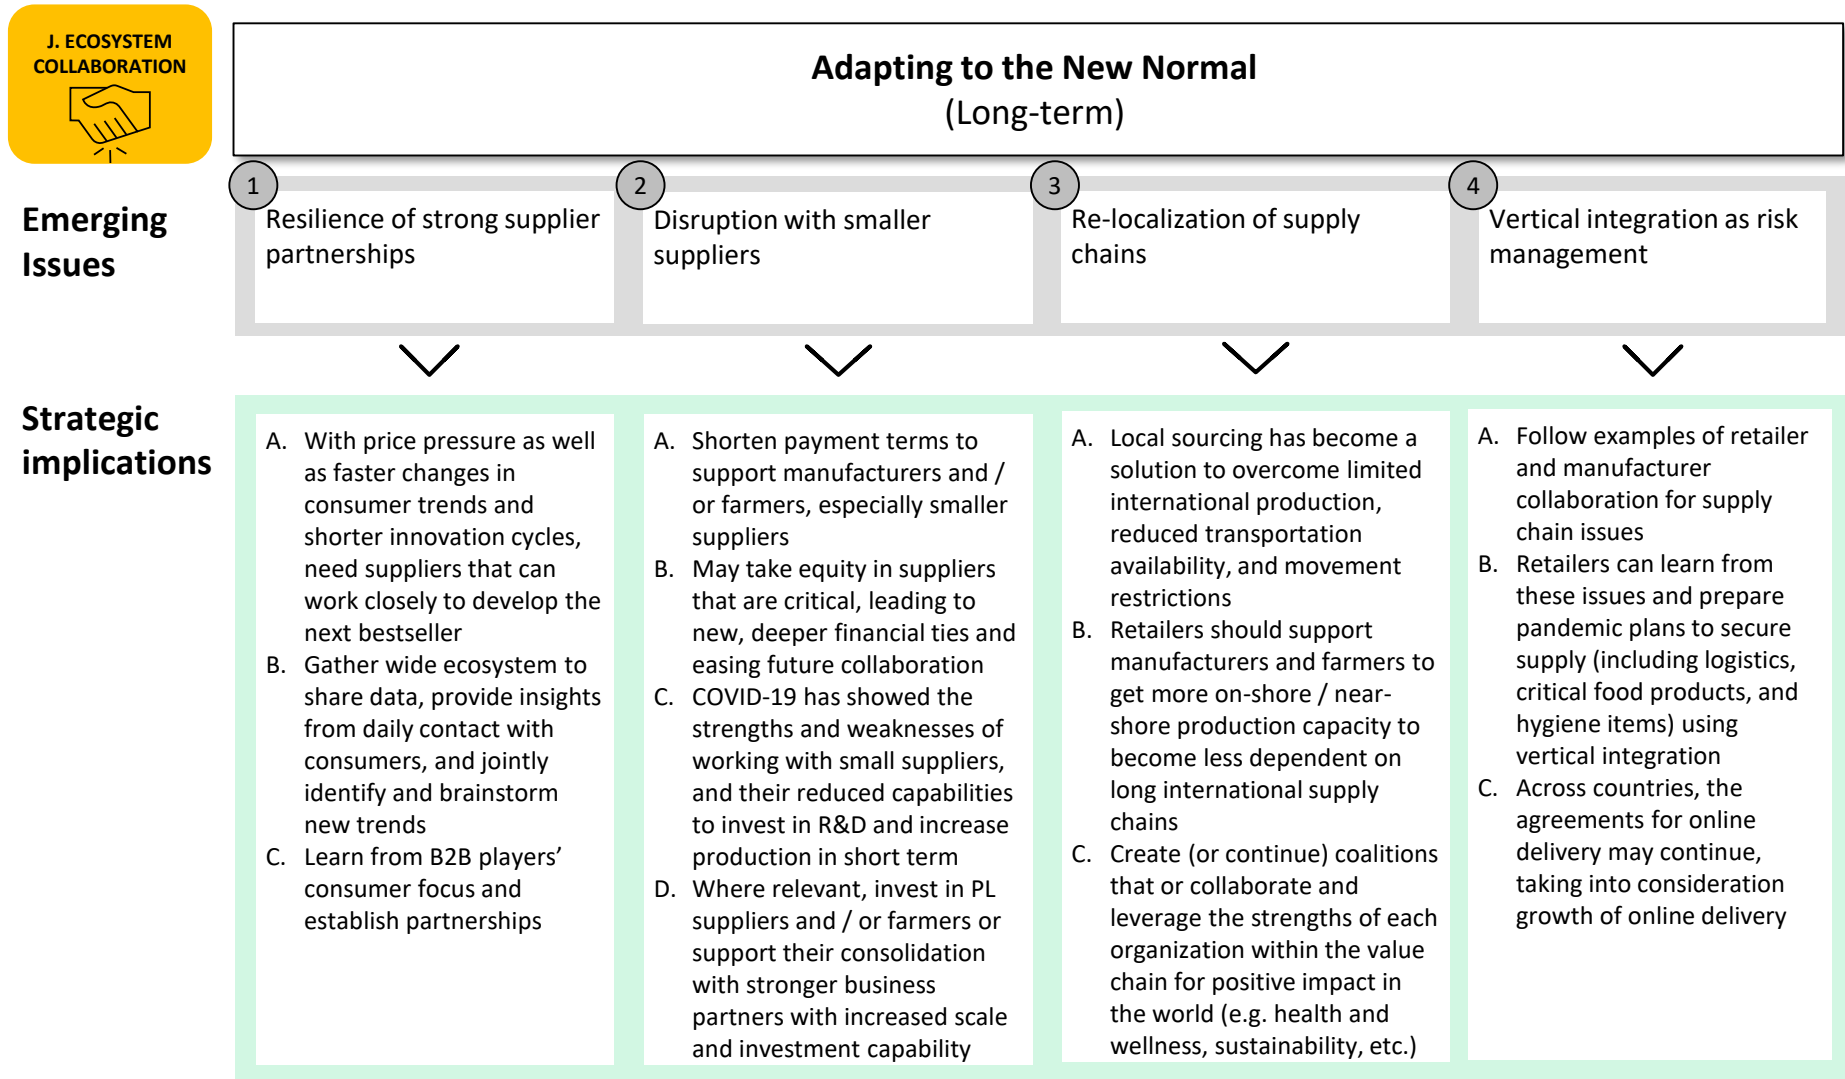 J. ECOSYSTEM
COLLABORATION
Adapting to the New Normal
(Long-term)
Emerging
Issues
1
Resilience of strong supplier
partnerships
2
Disruption with smaller
suppliers
3
Re-localization of supply
chains
4
Vertical integration as risk
management
Strategic
implications
A. With price pressure as well
as faster changes in
consumer trends and
shorter innovation cycles,
need suppliers that can
work closely to develop the
next bestseller
B. Gather wide ecosystem to
share data, provide insights
from daily contact with
consumers, and jointly
identify and brainstorm
new trends
C. Learn from B2B players’
consumer focus and
establish partnerships
A. Shorten payment terms to
support manufacturers and /
or farmers, especially smaller
suppliers
B. May take equity in suppliers
that are critical, leading to
new, deeper financial ties and
easing future collaboration
C. COVID-19 has showed the
strengths and weaknesses of
working with small suppliers,
and their reduced capabilities
to invest in R&D and increase
production in short term
D. Where relevant, invest in PL
suppliers and / or farmers or
support their consolidation
with stronger business
partners with increased scale
and investment capability
A. Local sourcing has become a
solution to overcome limited
international production,
reduced transportation
availability, and movement
restrictions
B. Retailers should support
manufacturers and farmers to
get more on-shore / near-
shore production capacity to
become less dependent on
long international supply
chains
C. Create (or continue) coalitions
that or collaborate and
leverage the strengths of each
organization within the value
chain for positive impact in
the world (e.g. health and
wellness, sustainability, etc.)
A. Follow examples of retailer
and manufacturer
collaboration for supply
chain issues
B. Retailers can learn from
these issues and prepare
pandemic plans to secure
supply (including logistics,
critical food products, and
hygiene items) using
vertical integration
C. Across countries, the
agreements for online
delivery may continue,
taking into consideration
growth of online delivery